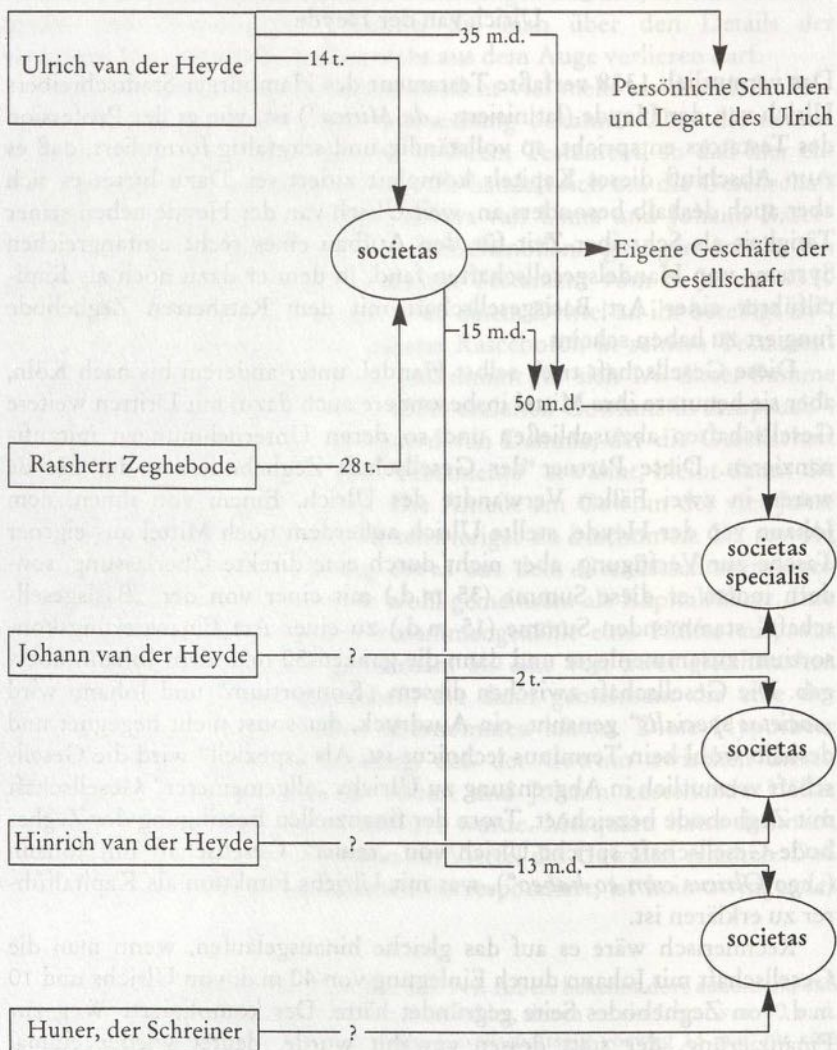 35 m.d.
14 t.
Ulrich van der Heyde
Persönliche Schulden
und Legate des Ulrich
societas
Eigene Geschäfte der
Gesellschaft
15 m.d.
50 m.d.
Ratsherr Zeghebode
28 t.
societas
specialis
Johann van der Heyde
?
2 t.
societas
Hinrich van der Heyde
?
13 m.d.
societas
Huner, der Schreiner
?